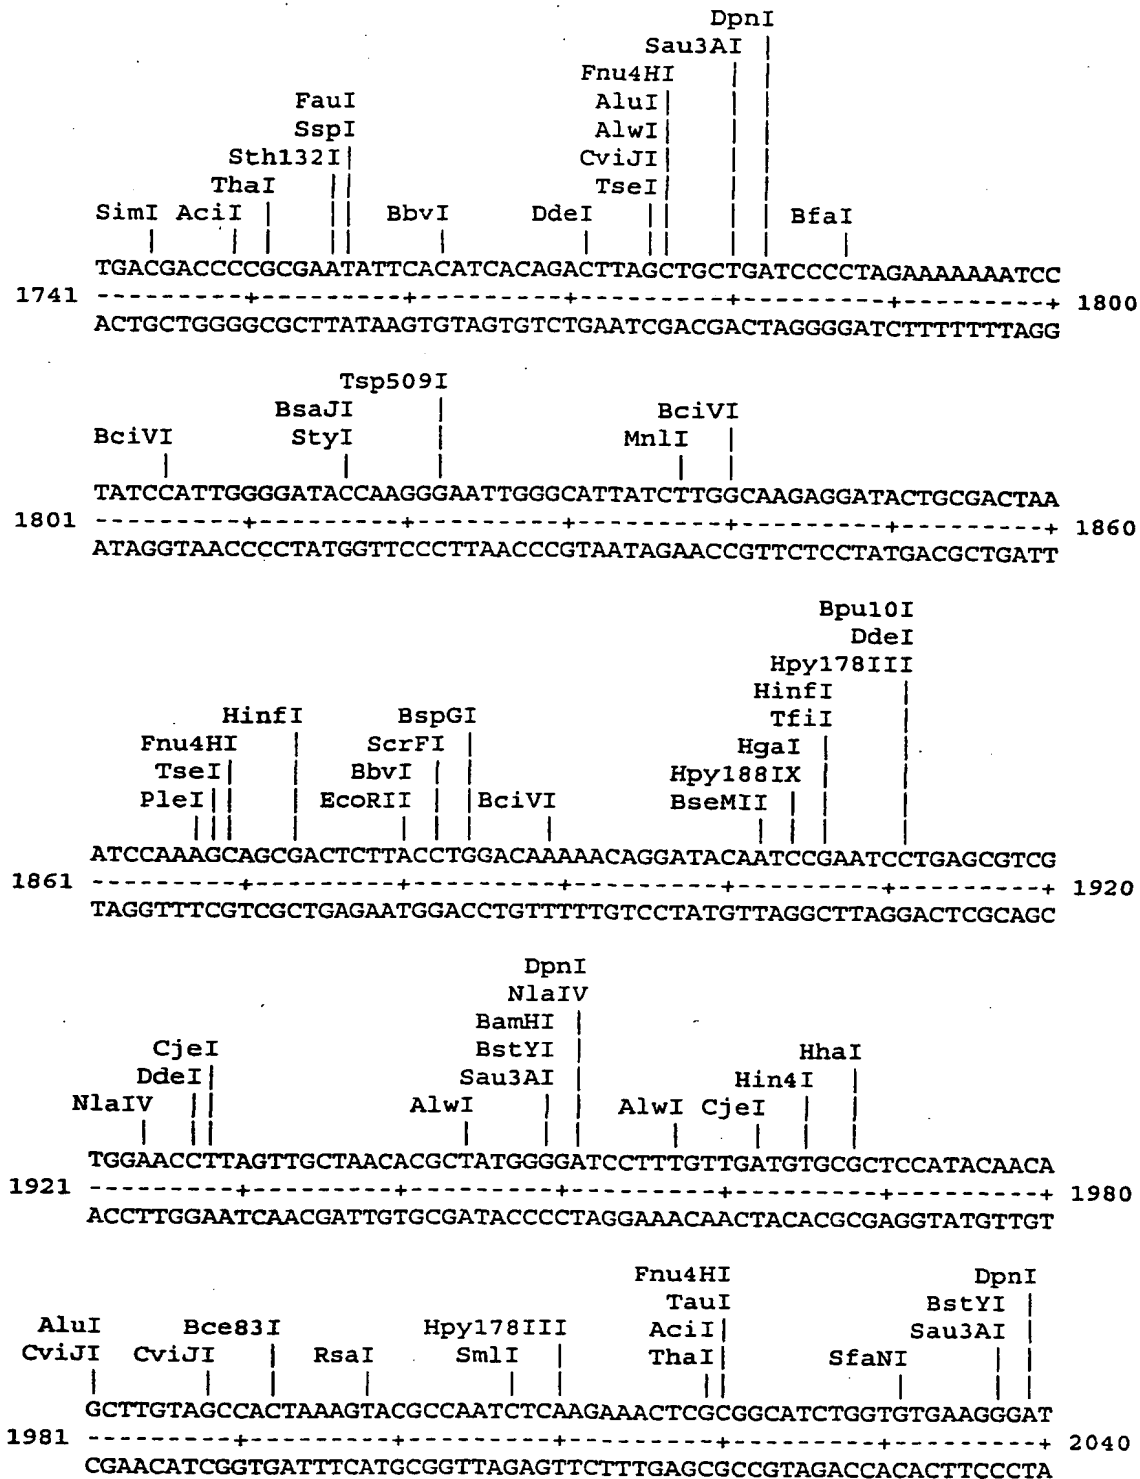 DpnI
Sau3AI |
Fnu4HI | |
FauI AluI| | |
SspI AlwI| | |
Sth132I| CviJI| | |
ThaI || TseI| | |
SimI AciI | || BbvI DdeI || | | BfaI
| | | || | | || | | |
TGACGACCCCGCGAATATTCACATCACAGACTTAGCTGCTGATCCCCTAGAAAAAAATCC
1741 ---------+---------+---------+---------+---------+---------+ 1800
ACTGCTGGGGCGCTTATAAGTGTAGTGTCTGAATCGACGACTAGGGGATCTTTTTTTAGG
Tsp509I
BsaJI | BciVI
BciVI StyI | MnlI |
| | | | |
TATCCATTGGGGATACCAAGGGAATTGGGCATTATCTTGGCAAGAGGATACTGCGACTAA
1801 ---------+---------+---------+---------+---------+---------+ 1860
ATAGGTAACCCCTATGGTTCCCTTAACCCGTAATAGAACCGTTCTCCTATGACGCTGATT
Bpu10I
DdeI
Hpy178III
HinfI |
HinfI BspGI TfiI |
Fnu4HI | ScrFI | HgaI | |
TseI| | BbvI | | Hpy188IX | |
PleI|| | EcoRII | |BciVI BseMII | | |
||| | | | | | | | | |
ATCCAAAGCAGCGACTCTTACCTGGACAAAAACAGGATACAATCCGAATCCTGAGCGTCG
1861 ---------+---------+---------+---------+---------+---------+ 1920
TAGGTTTCGTCGCTGAGAATGGACCTGTTTTTGTCCTATGTTAGGCTTAGGACTCGCAGC
DpnI
NlaIV
BamHI |
CjeI BstYI | HhaI
DdeI| Sau3AI | Hin4I |
NlaIV || AlwI | | AlwI CjeI | |
| || | | | | | | |
TGGAACCTTAGTTGCTAACACGCTATGGGGATCCTTTGTTGATGTGCGCTCCATACAACA
1921 ---------+---------+---------+---------+---------+---------+ 1980
ACCTTGGAATCAACGATTGTGCGATACCCCTAGGAAACAACTACACGCGAGGTATGTTGT
Fnu4HI DpnI
TauI BstYI |
AluI Bce83I Hpy178III AciI| Sau3AI |
CviJI CviJI | RsaI SmlI | ThaI| SfaNI | |
| | | | | | || | | |
GCTTGTAGCCACTAAAGTACGCCAATCTCAAGAAACTCGCGGCATCTGGTGTGAAGGGAT
1981 ---------+---------+---------+---------+---------+---------+ 2040
CGAACATCGGTGATTTCATGCGGTTAGAGTTCTTTGAGCGCCGTAGACCACACTTCCCTA